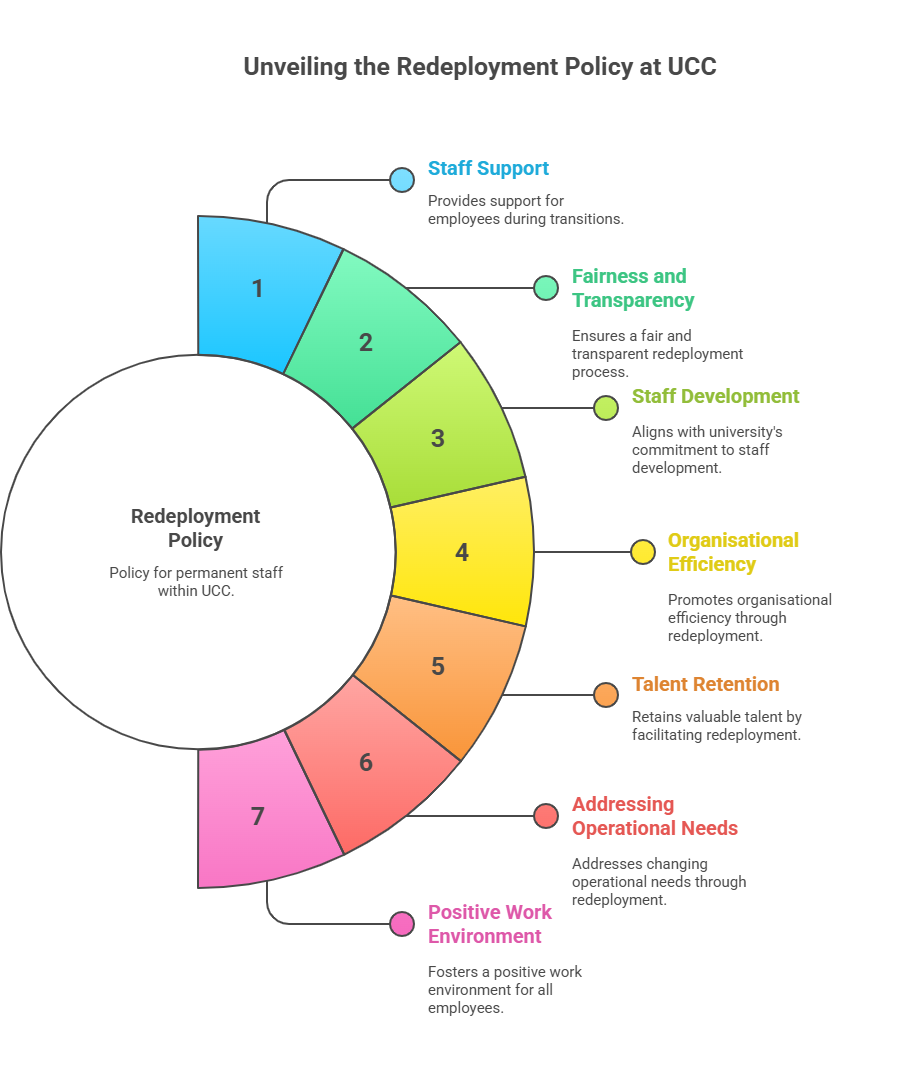 Unveiling the Redeployment Policy at UCC
Redeployment
Policy
Policy for permanent staff
within UCC.
1
Staff Support
Provides support for
employees during transitions.
2
Fairness and
Transparency
Ensures a fair and
transparent redeployment
process.
3
Staff Development
Aligns with university's
commitment to staff
development.
4
Organisational
Efficiency
Promotes organisational
efficiency through
redeployment.
5
Talent Retention
Retains valuable talent by
facilitating redeployment.
6
Addressing
Operational Needs
Addresses changing
operational needs through
redeployment.
7
Positive Work
Environment
Fosters a positive work
environment for all
employees.